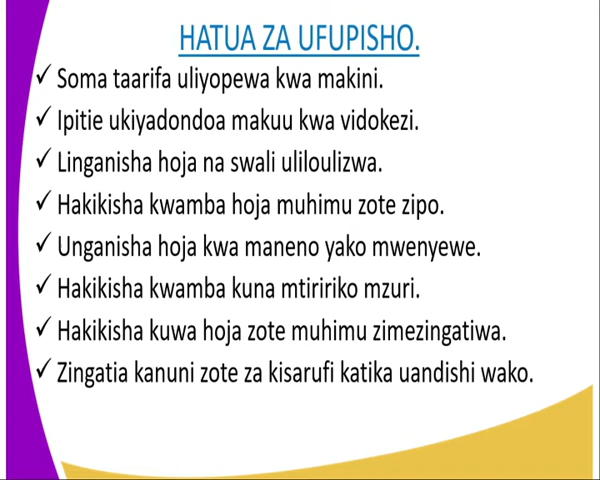 HATUA ZA UFUPISHO.
✓ Soma taarifa uliyopewa kwa makini.
✓ Ipitie ukiyadondoa makuu kwa vidokezi.
✓ Linganisha hoja na swali uliloulizwa.
✓ Hakikisha kwamba hoja muhimu zote zipo.
✓ Unganisha hoja kwa maneno yako mwenyewe.
✓ Hakikisha kwamba kuna mtiririko mzuri.
✓ Hakikisha kuwa hoja zote muhimu zimezingatiwa.
✓ Zingatia kanuni zote za kisarufi katika uandishi wako.